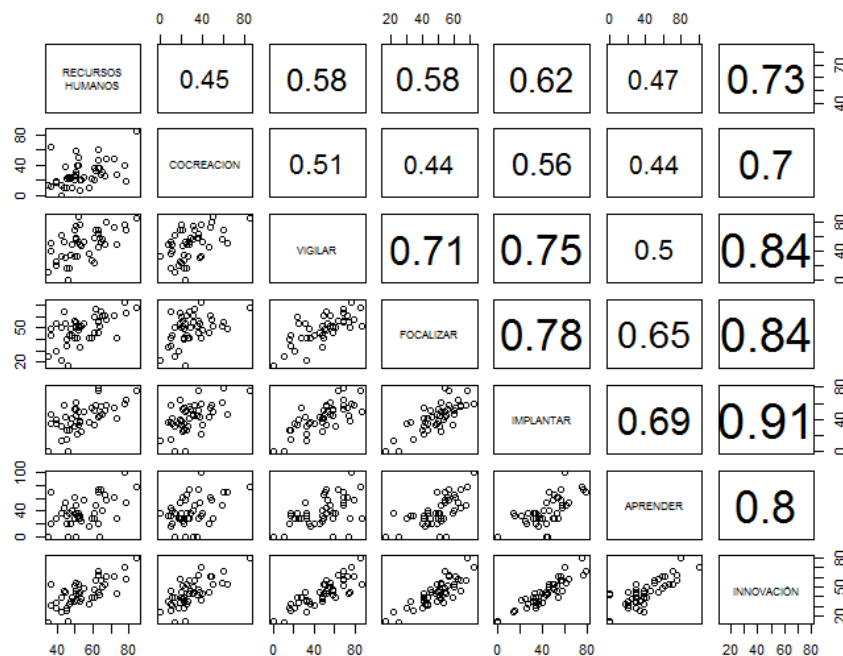 0 40 80 20 40 60 0 40 80
RECURSOS
HUMANOS
0.45 0.58 0.58 0.62 0.47 0.73
40 70
0 40 80
COCREACION
0.51 0.44 0.56 0.44 0.7
VIGILAR
0.71 0.75 0.5 0.84
0 40 80
20 50
FOCALIZAR
0.78 0.65 0.84
IMPLANTAR
0.69 0.91
0 40 80
0 40 100
APRENDER
0.8
INNOVACIÓN
20 50 80
40 60 80 0 40 80 0 40 80 20 40 60 80